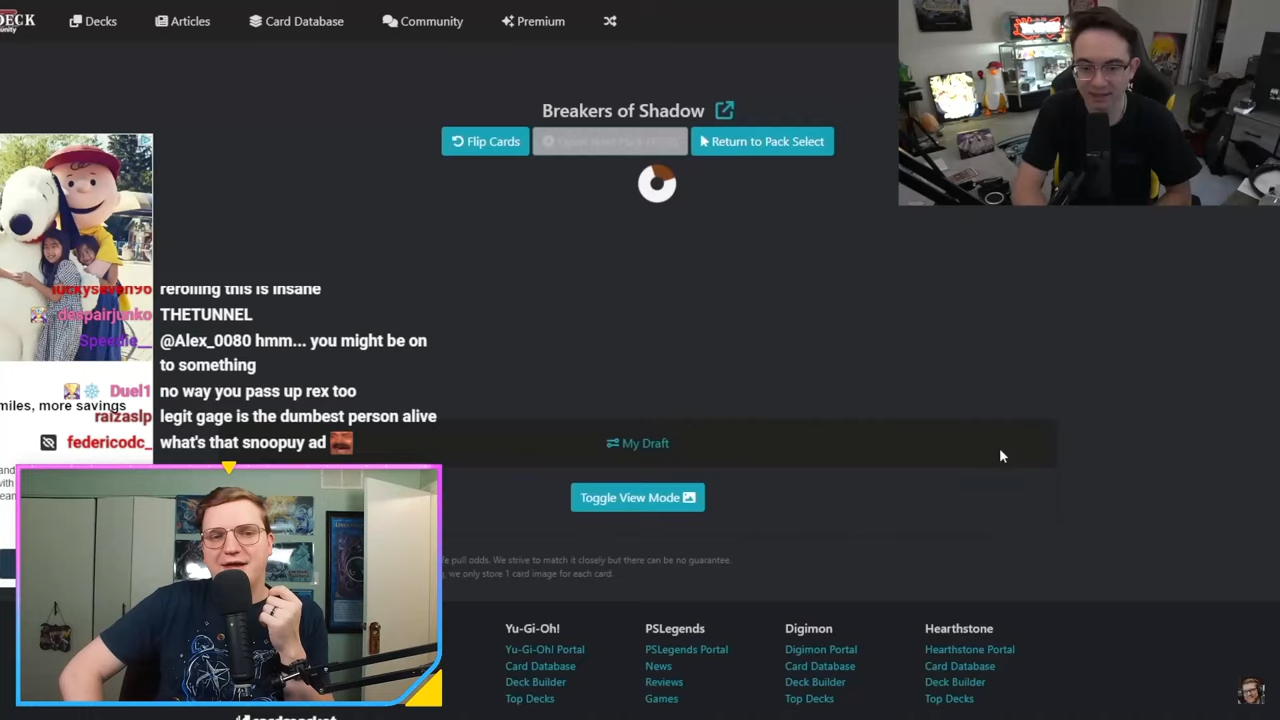 DECK
Decks
Articles
Card Database
Community
Premium
Breakers of Shadow
Flip Cards
Return to Pack Select
luckyseven96 rerolling this is insane
despairjunko THETUNNEL
Speedie__ @Alex_0080 hmm... you might be on
to something
Duel1 no way you pass up rex too
miles, more savings
raizaslp legit gage is the dumbest person alive
federicodc_ what's that snoopuy ad
My Draft
Toggle View Mode
pull odds. We strive to match it closely but there can be no guarantee.
we only store 1 card image for each card.
Yu-Gi-Oh!
Yu-Gi-Oh! Portal
Card Database
Deck Builder
Top Decks
PSLegends
PSLegends Portal
News
Reviews
Games
Digimon
Digimon Portal
Card Database
Deck Builder
Top Decks
Hearthstone
Hearthstone Portal
Card Database
Deck Builder
Top Decks